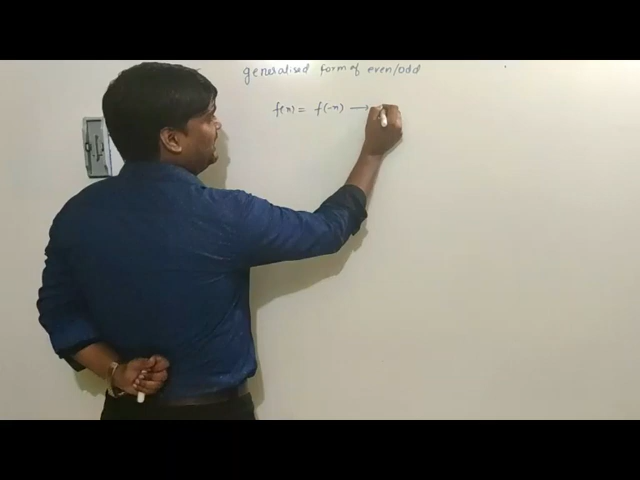 generalised form of even/odd
f(x) = f(-x) →